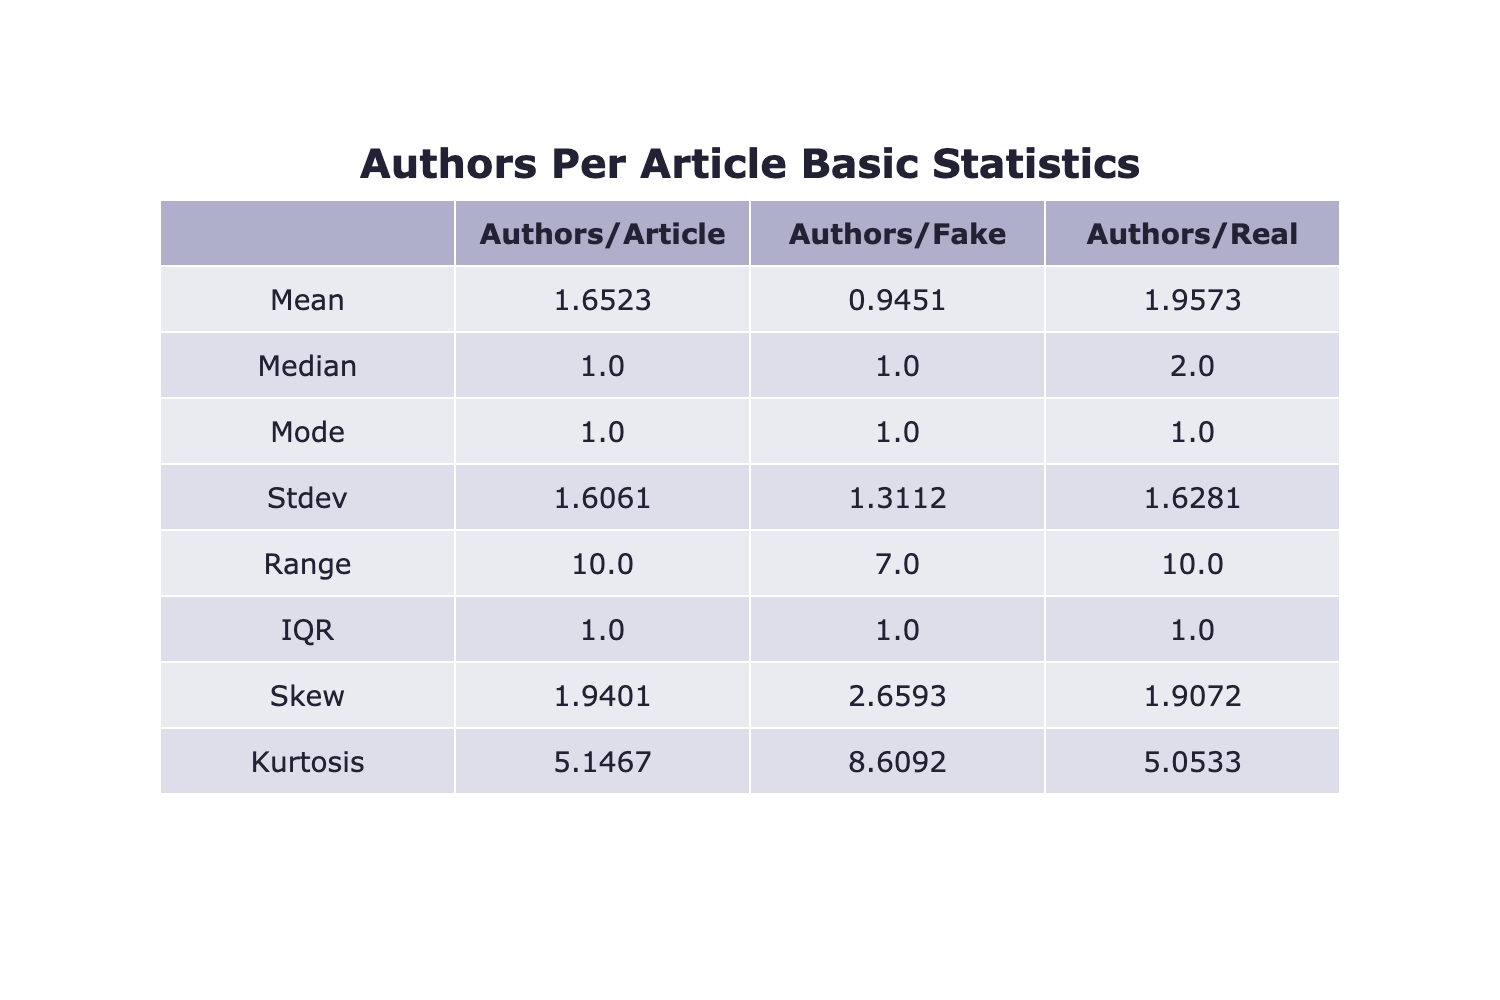 Authors Per Article Basic Statistics
Authors/Article Authors/Fake Authors/Real
Mean 1.6523 0.9451 1.9573
Median 1.0 1.0 2.0
Mode 1.0 1.0 1.0
Stdev 1.6061 1.3112 1.6281
Range 10.0 7.0 10.0
IQR 1.0 1.0 1.0
Skew 1.9401 2.6593 1.9072
Kurtosis 5.1467 8.6092 5.0533